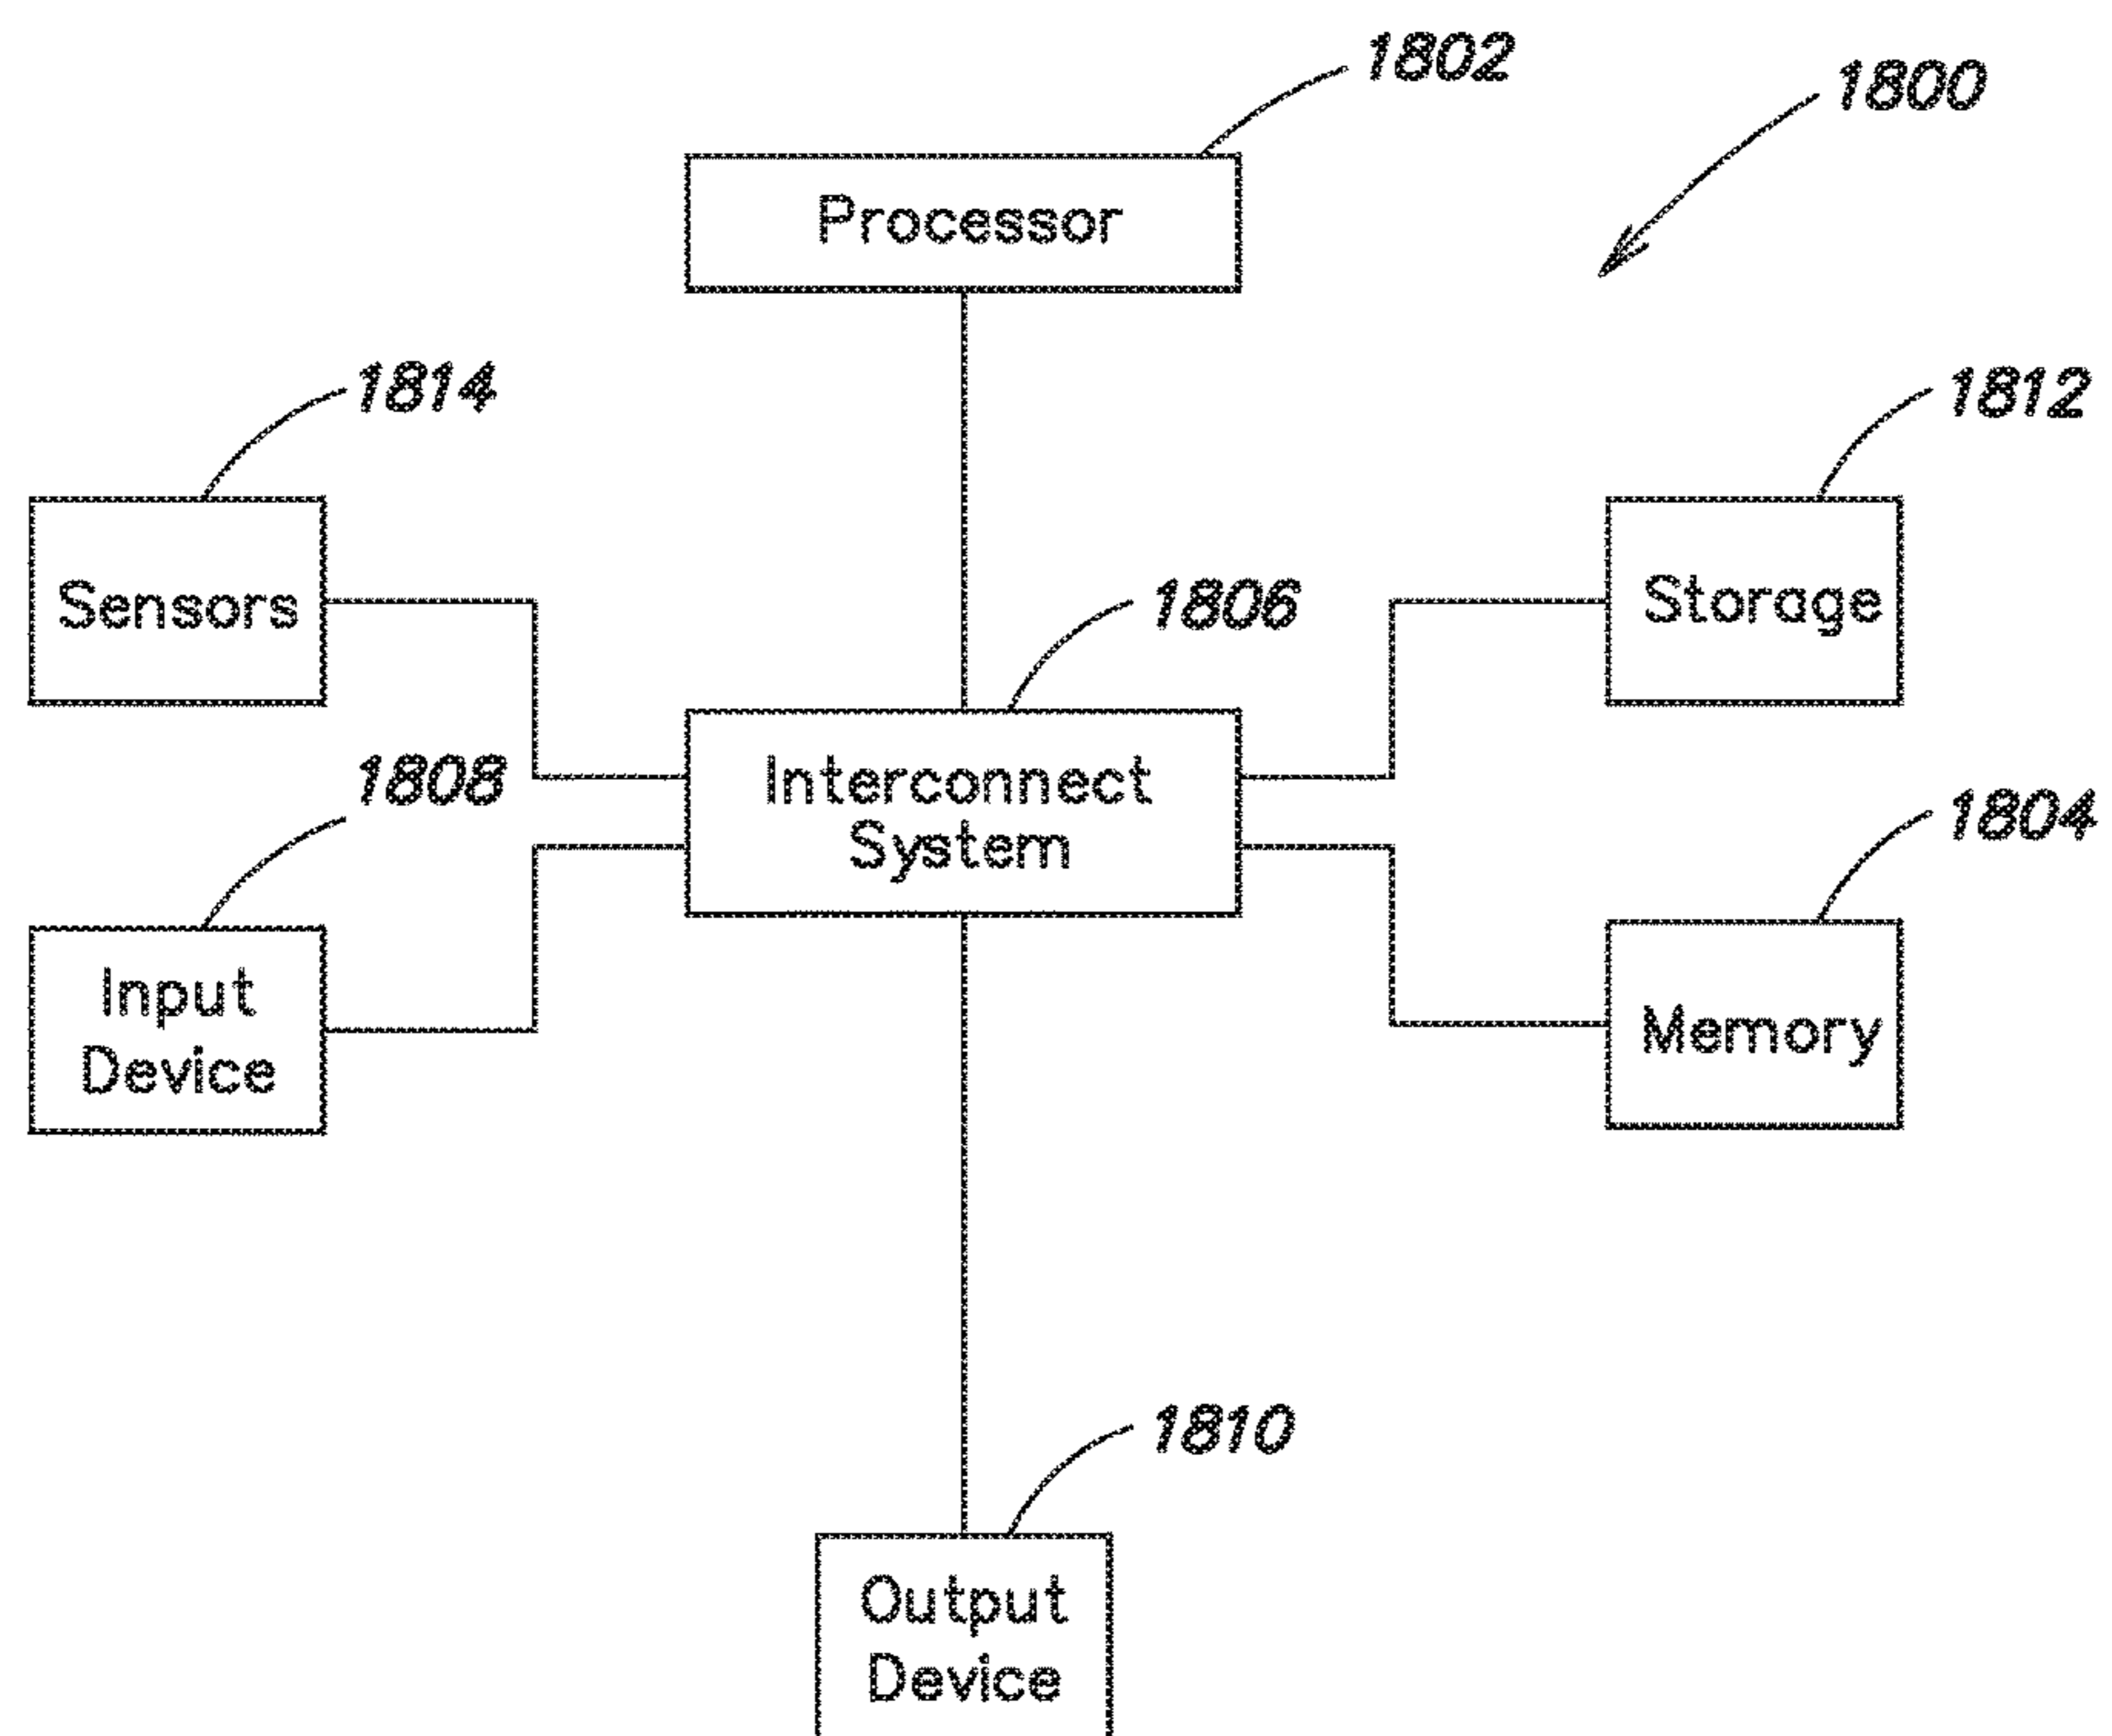 1802
1800
Processor
1814
1812
Sensors
1806
Storage
Interconnect
System
1808
1804
Input
Device
Memory
1810
Output
Device